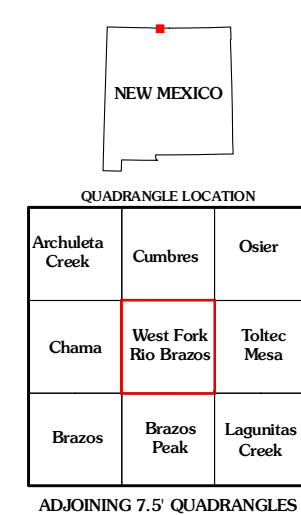 NEW MEXICO
QUADRANGLE LOCATION
Archuleta
Creek
Cumbres
Osier
Chama
West Fork
Rio Brazos
Toltec
Mesa
Brazos
Brazos
Peak
Lagunitas
Creek
ADJOINING 7.5' QUADRANGLES